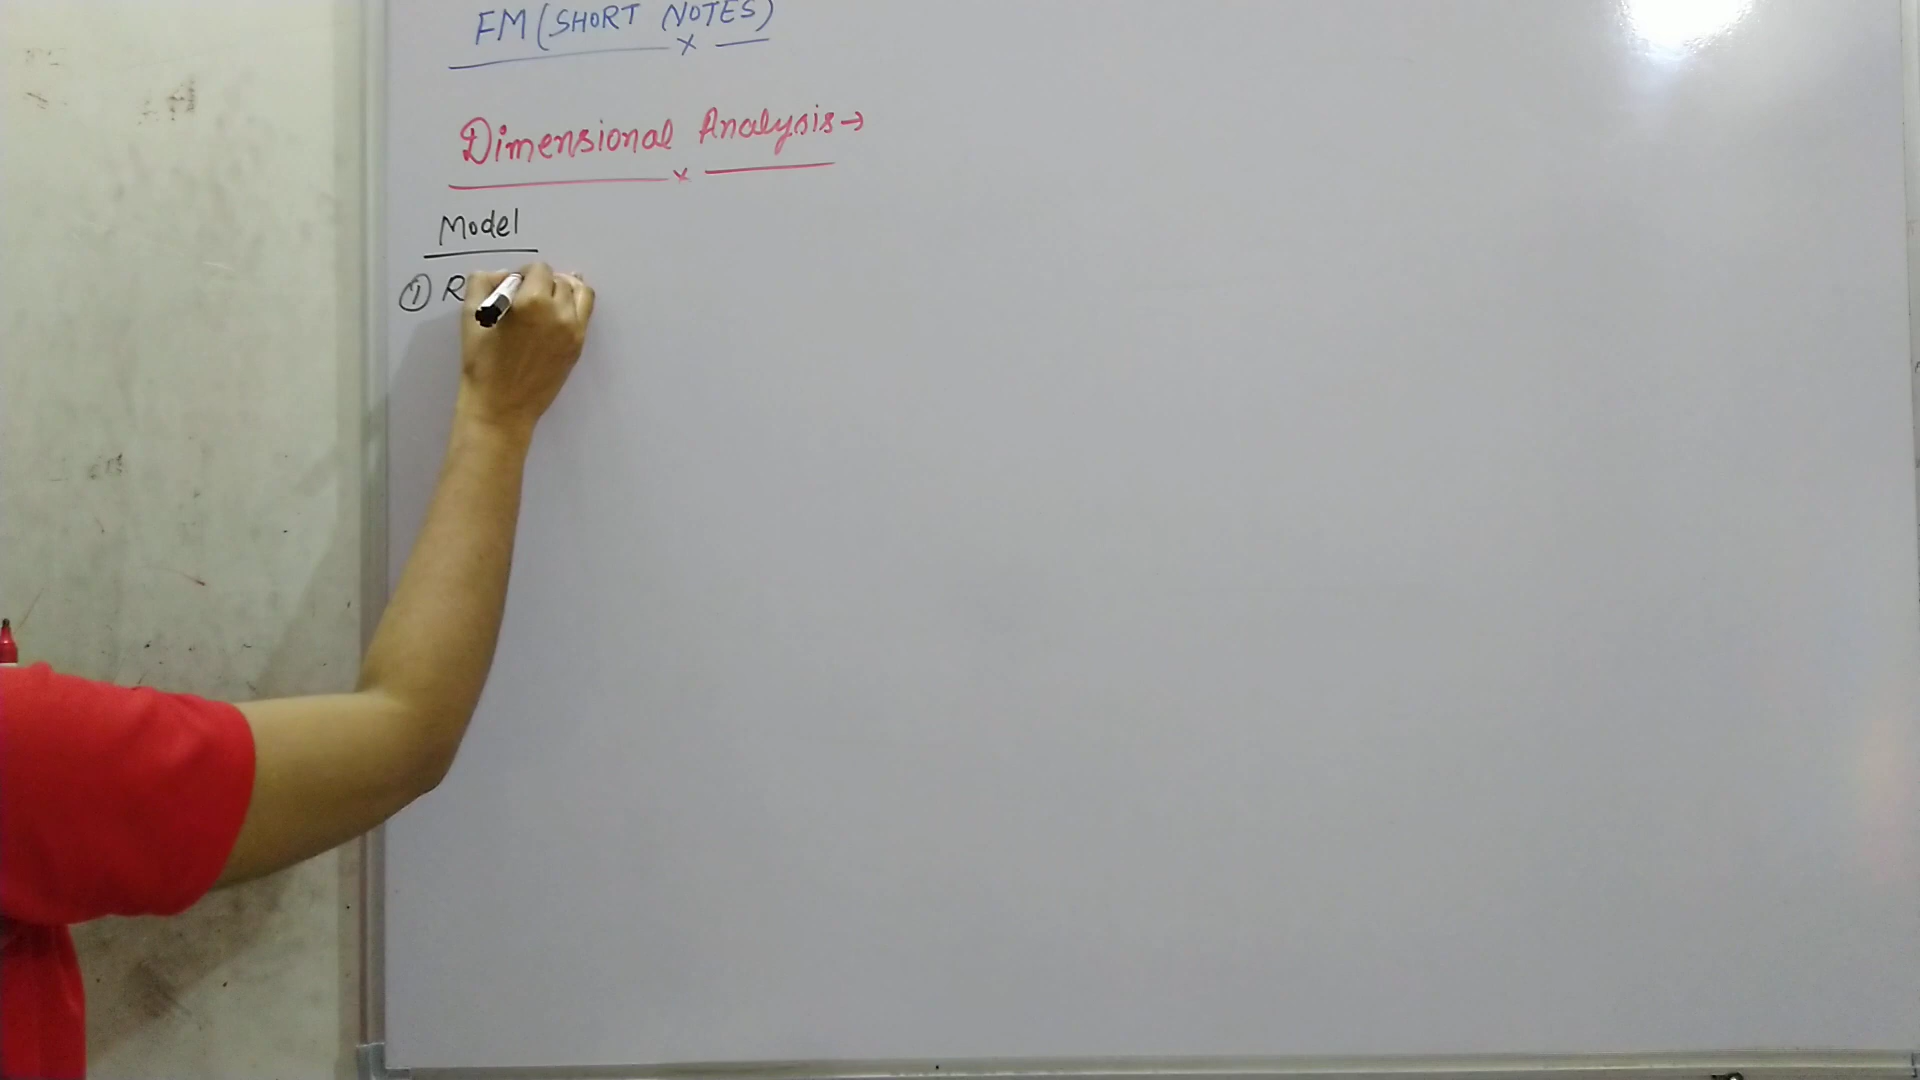 FM (SHORT NOTES)
Dimensional Analysis→
Model
① R